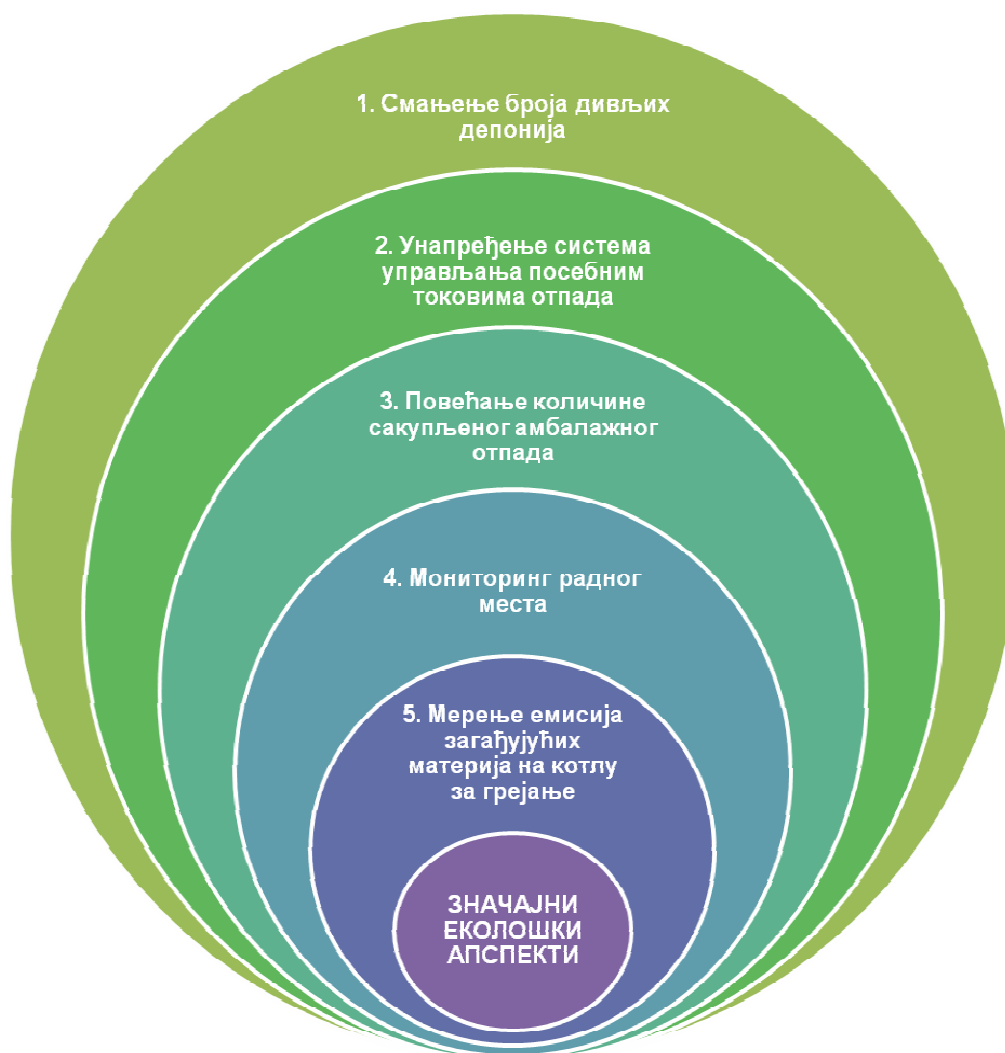 1. Смањење броја дивљих
депонија
2. Унапређење система
управљања посебним
токовима отпада
3. Повећање количине
сакупљеног амбалажног
отпада
4. Мониторинг радног
места
5. Мерење емисија
загађујућих
материја на котлу
за грејање
ЗНАЧАЈНИ
ЕКОЛОШКИ
АПСПЕКТИ